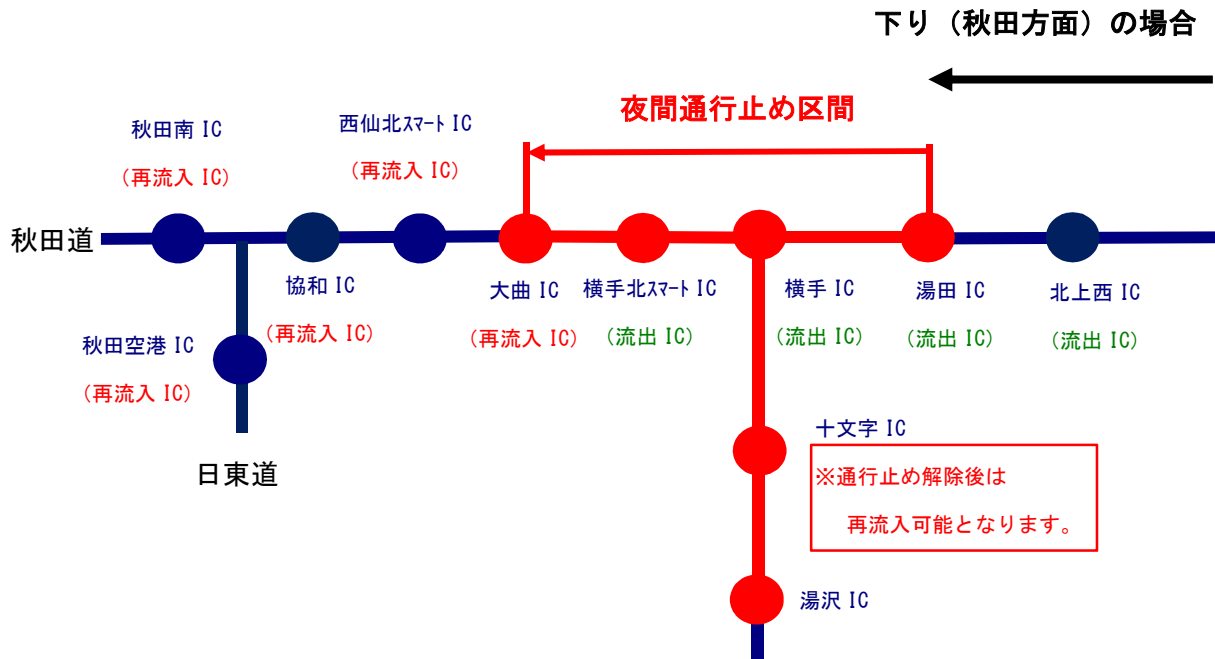 下り（秋田方面）の場合
夜間通行止め区間
秋田南 IC
（再流入 IC）
西仙北スマート IC
（再流入 IC）
秋田道
協和 IC
（再流入 IC）
大曲 IC
（再流入 IC）
横手北スマート IC
（流出 IC）
横手 IC
（流出 IC）
湯田 IC
（流出 IC）
北上西 IC
（流出 IC）
秋田空港 IC
（再流入 IC）
日東道
十文字 IC
※通行止め解除後は
再流入可能となります。
湯沢 IC